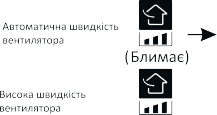 Автоматична швидкість
вентилятора
(Блимає)
Висока швидкість
вентилятора